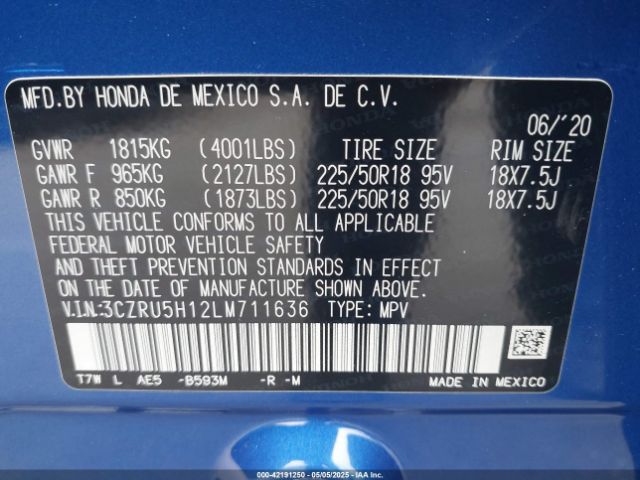 MFD.BY HONDA DE MEXICO S.A. DE C.V.
06/'20
GVWR 1815KG (4001LBS) TIRE SIZE RIM SIZE
GAWR F 965KG (2127LBS) 225/50R18 95V 18X7.5J
GAWR R 850KG (1873LBS) 225/50R18 95V 18X7.5J
THIS VEHICLE CONFORMS TO ALL APPLICABLE
FEDERAL MOTOR VEHICLE SAFETY
AND THEFT PREVENTION STANDARDS IN EFFECT
ON THE DATE OF MANUFACTURE SHOWN ABOVE.
V.I.N.:3CZRU5H12LM711636 TYPE: MPV
T7W L AE5 -B593M -R -M
MADE IN MEXICO
000-42191250 - 05/05/2025 - IAAI.COM